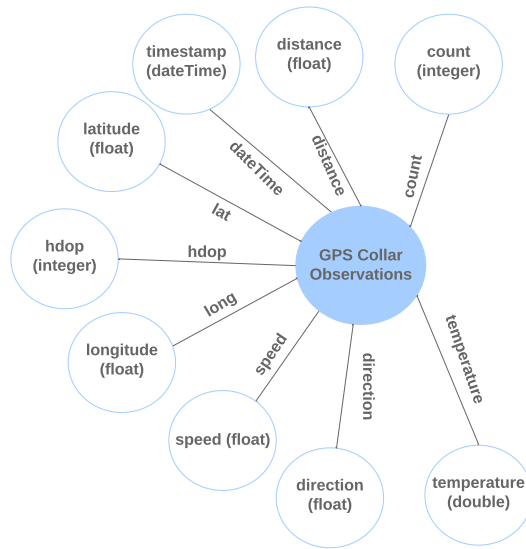 timestamp
(dateTime)
distance
(float)
count
(integer)
latitude
(float)
dateTime
distance
count
lat
hdop
(integer)
hdop
GPS Collar
Observations
long
longitude
(float)
speed
direction
temperature
speed (float)
direction
(float)
temperature
(double)